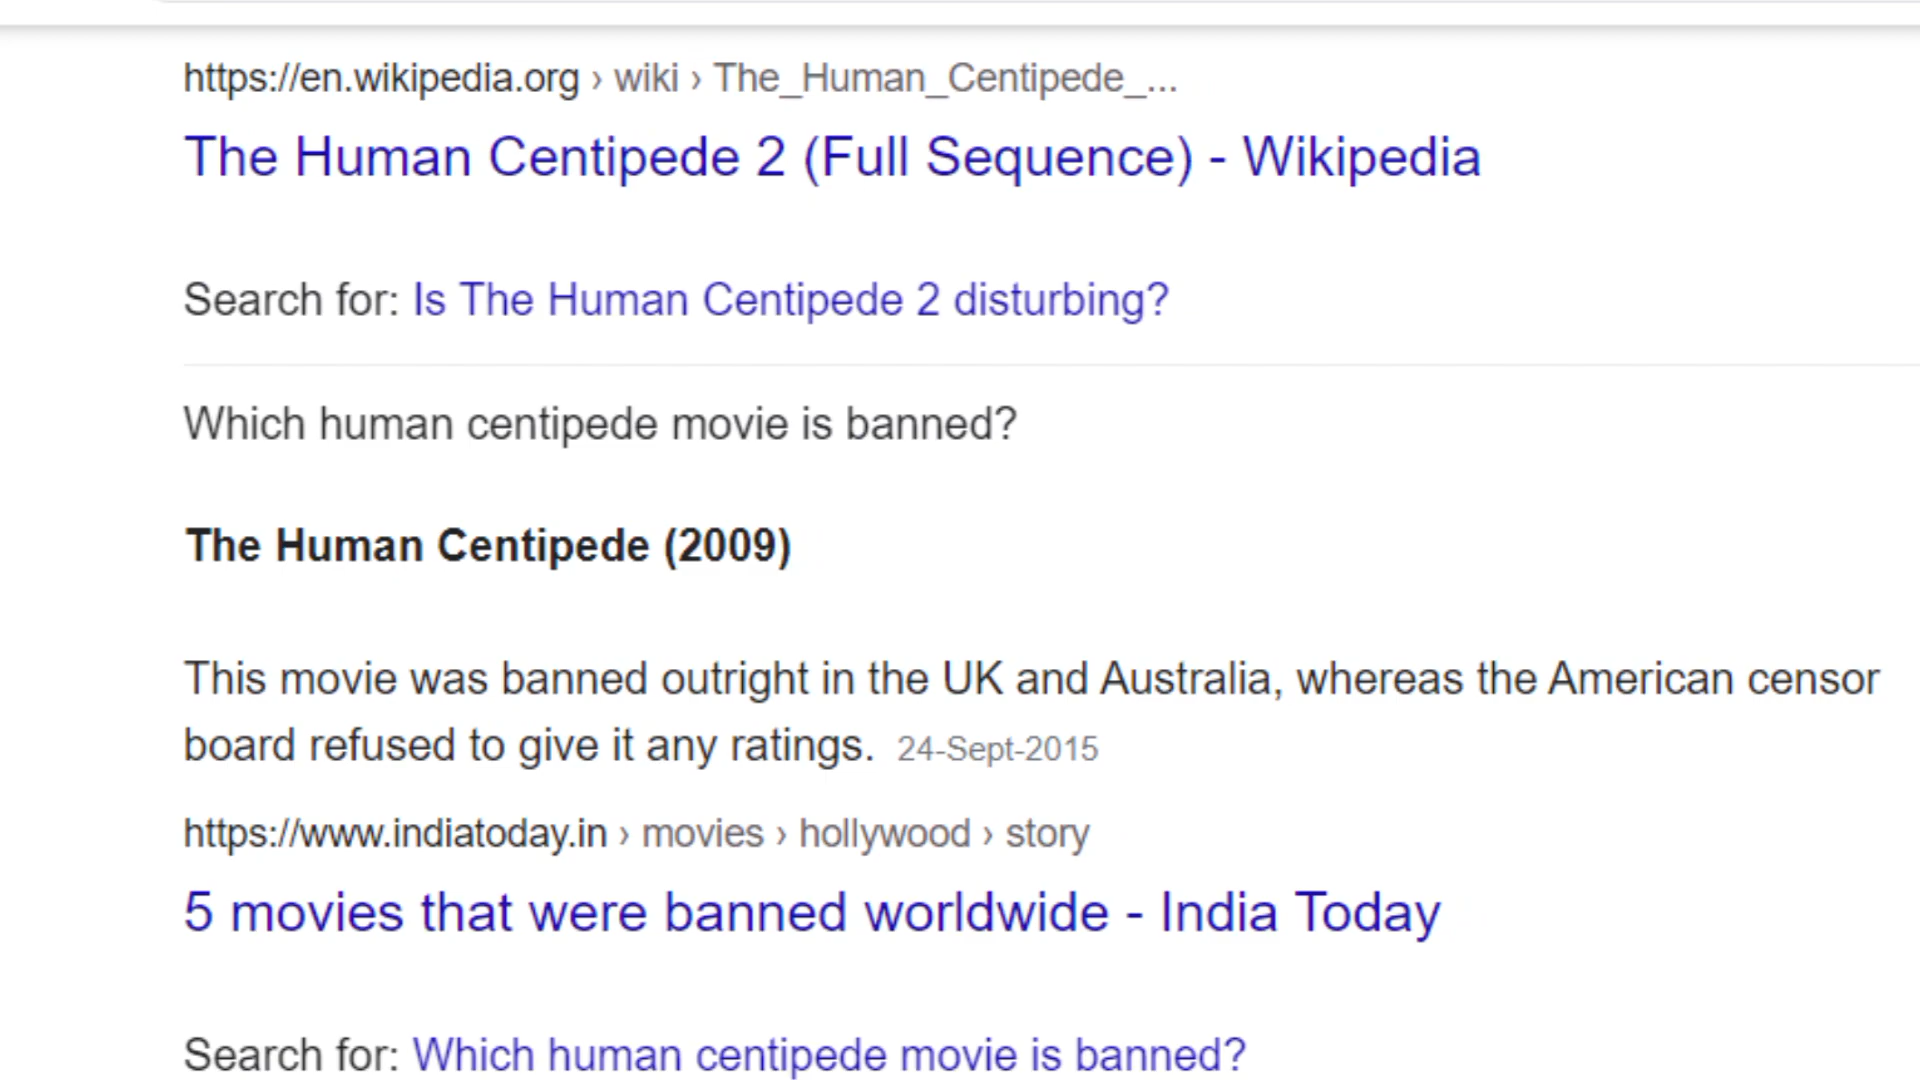 https://en.wikipedia.org › wiki › The_Human_Centipede_...
The Human Centipede 2 (Full Sequence) - Wikipedia
Search for: Is The Human Centipede 2 disturbing?
Which human centipede movie is banned?
The Human Centipede (2009)
This movie was banned outright in the UK and Australia, whereas the American censor
board refused to give it any ratings. 24-Sept-2015
https://www.indiatoday.in › movies › hollywood › story
5 movies that were banned worldwide - India Today
Search for: Which human centipede movie is banned?